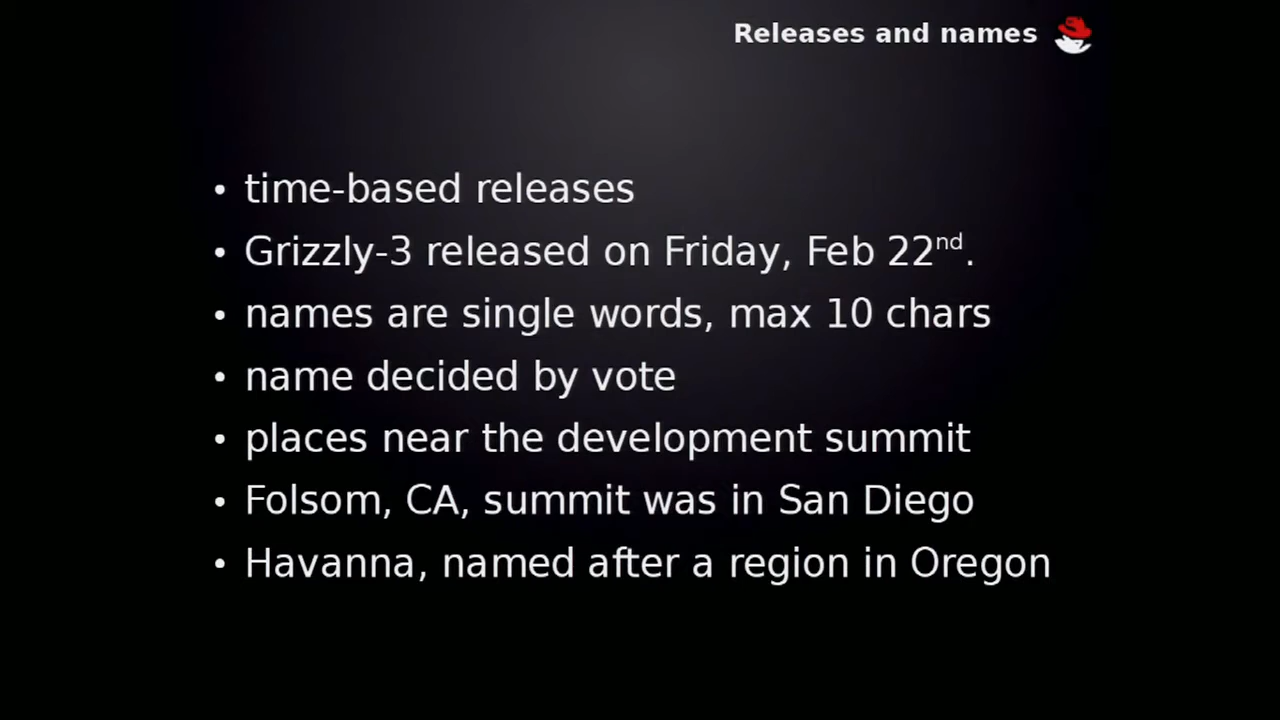 Releases and names
• time-based releases
• Grizzly-3 released on Friday, Feb 22nd.
• names are single words, max 10 chars
• name decided by vote
• places near the development summit
• Folsom, CA, summit was in San Diego
• Havanna, named after a region in Oregon